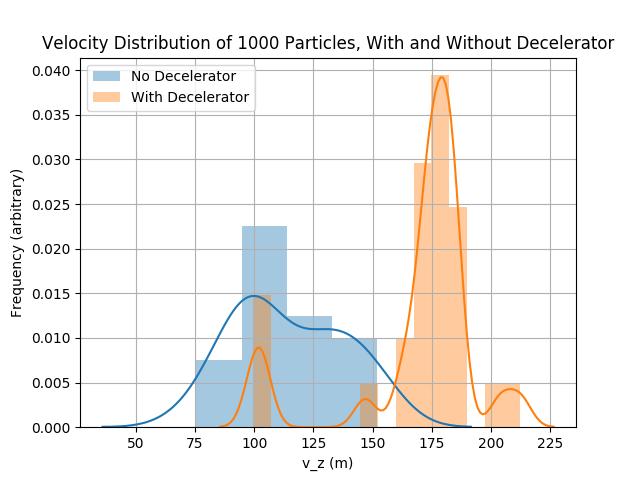 Velocity Distribution of 1000 Particles, With and Without Decelerator
No Decelerator
With Decelerator
Frequency (arbitrary)
0.040
0.035
0.030
0.025
0.020
0.015
0.010
0.005
0.000
50 75 100 125 150 175 200 225
v_z (m)